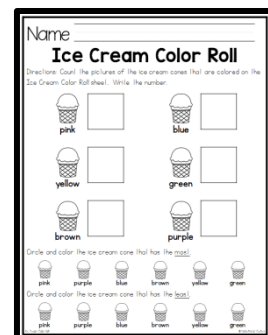 Name
Ice Cream Color Roll
Directions: Count the pictures of the ice cream cones that are colored on the
Ice Cream Color Roll sheet. Write the number.
pink blue
yellow green
brown purple
Circle and color the ice cream cone that has the most.
pink purple blue brown yellow green
Circle and color the ice cream cone that has the least.
pink purple blue brown yellow green